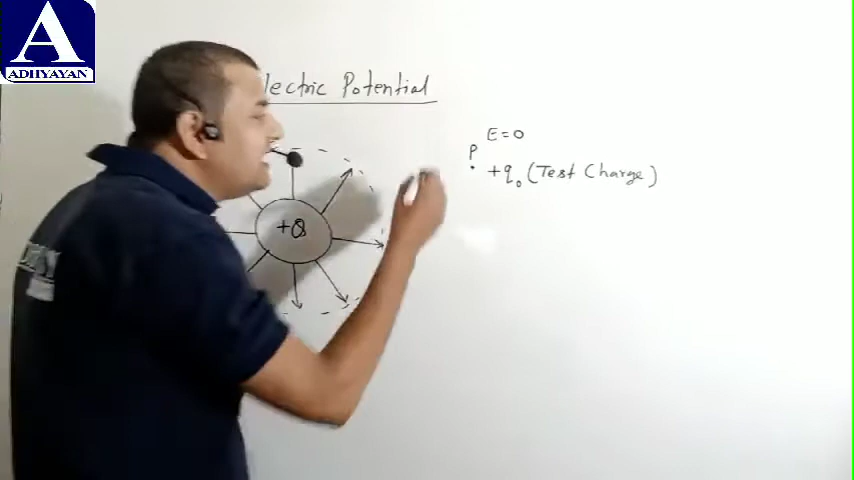 ADHYAYAN
lectric Potential
E=0
P
+q₀ (Test Charge)
+Q